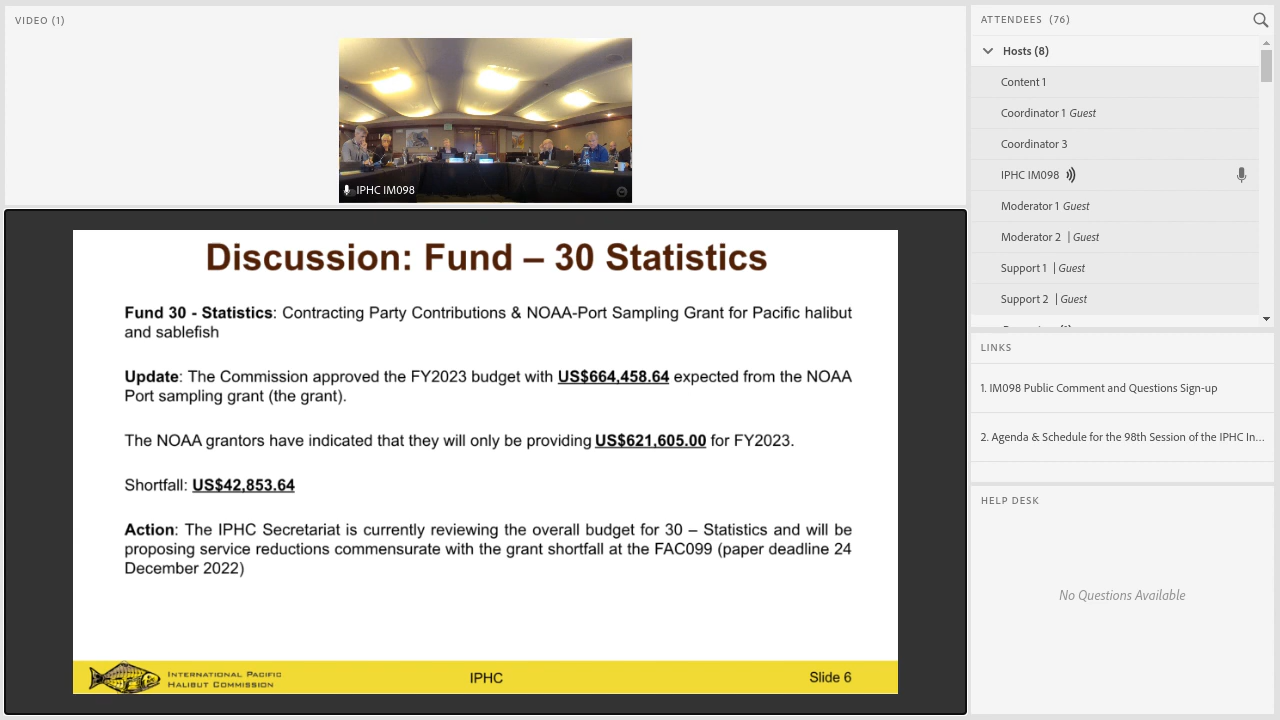 VIDEO (1)
IPHC IM098
Discussion: Fund – 30 Statistics
Fund 30 - Statistics: Contracting Party Contributions & NOAA-Port Sampling Grant for Pacific halibut
and sablefish
Update: The Commission approved the FY2023 budget with US$664,458.64 expected from the NOAA
Port sampling grant (the grant).
The NOAA grantors have indicated that they will only be providing US$621,605.00 for FY2023.
Shortfall: US$42,853.64
Action: The IPHC Secretariat is currently reviewing the overall budget for 30 – Statistics and will be
proposing service reductions commensurate with the grant shortfall at the FAC099 (paper deadline 24
December 2022)
INTERNATIONAL PACIFIC
HALIBUT COMMISSION
IPHC
Slide 6
ATTENDEES (76)
Hosts (8)
Content 1
Coordinator 1 Guest
Coordinator 3
IPHC IM098
Moderator 1 Guest
Moderator 2 | Guest
Support 1 | Guest
Support 2 | Guest
LINKS
1. IM098 Public Comment and Questions Sign-up
2. Agenda & Schedule for the 98th Session of the IPHC In...
HELP DESK
No Questions Available